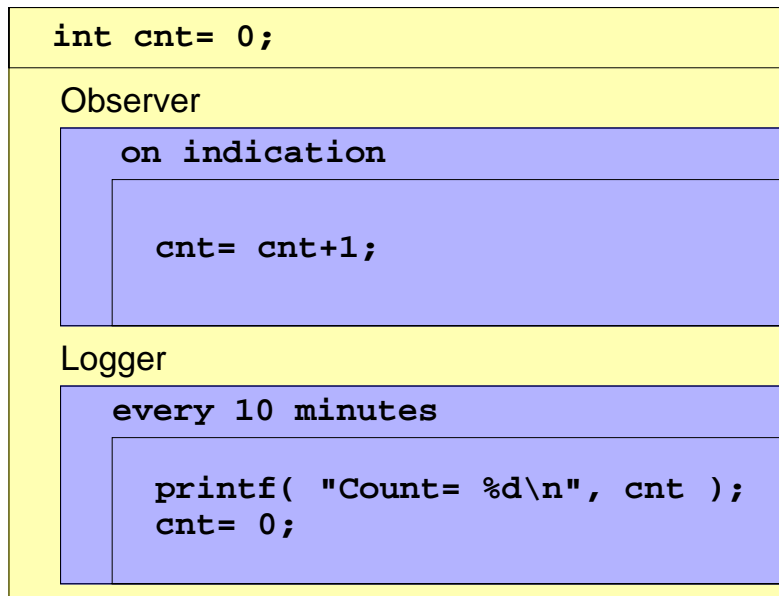 int cnt= 0;
Observer
on indication
cnt= cnt+1;
Logger
every 10 minutes
printf( "Count= %d\n", cnt );
cnt= 0;